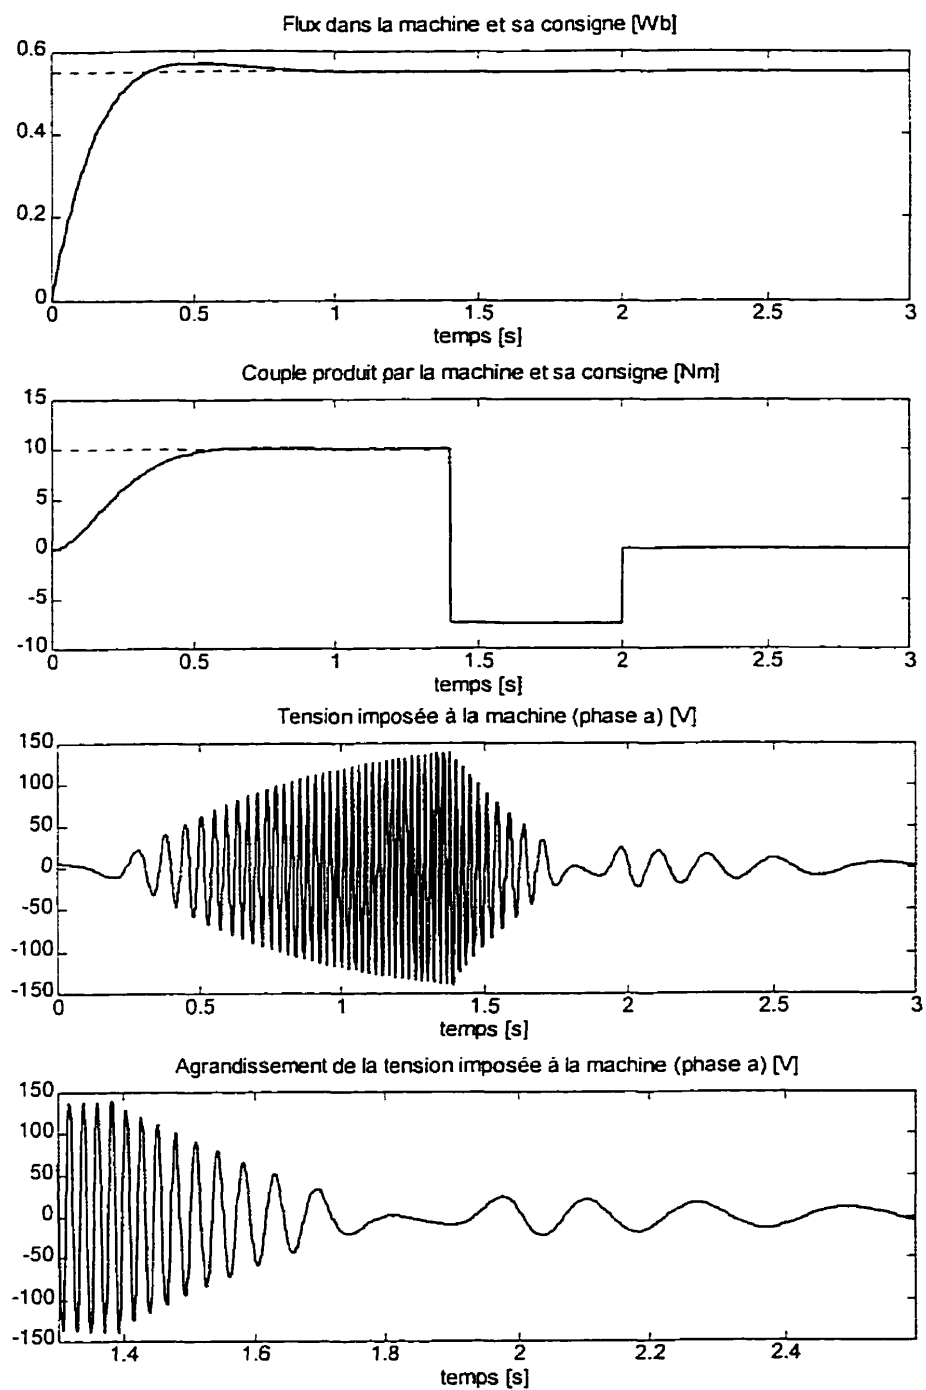 Flux dans la machine et sa consigne [Wb]
0.6
0.4
0.2
0
0 0.5 1 1.5 2 2.5 3
temps [s]
Couple produit par la machine et sa consigne [Nm]
15
10
5
0
-5
-10
0 0.5 1 1.5 2 2.5 3
temps [s]
Tension imposée à la machine (phase a) [V]
150
100
50
0
-50
-100
-150
0 0.5 1 1.5 2 2.5 3
temps [s]
Agrandissement de la tension imposée à la machine (phase a) [V]
150
100
50
0
-50
-100
-150
1.4 1.6 1.8 2 2.2 2.4
temps [s]